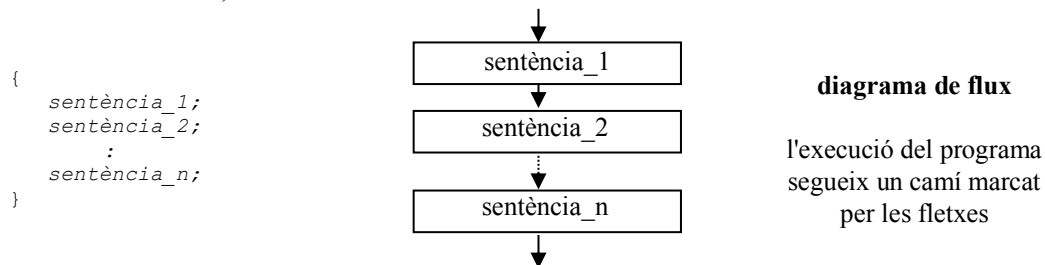 {
sentència_1;
sentència_2;
:
sentència_n;
}
sentència_1
sentència_2
sentència_n
diagrama de flux
l'execució del programa
segueix un camí marcat
per les fletxes